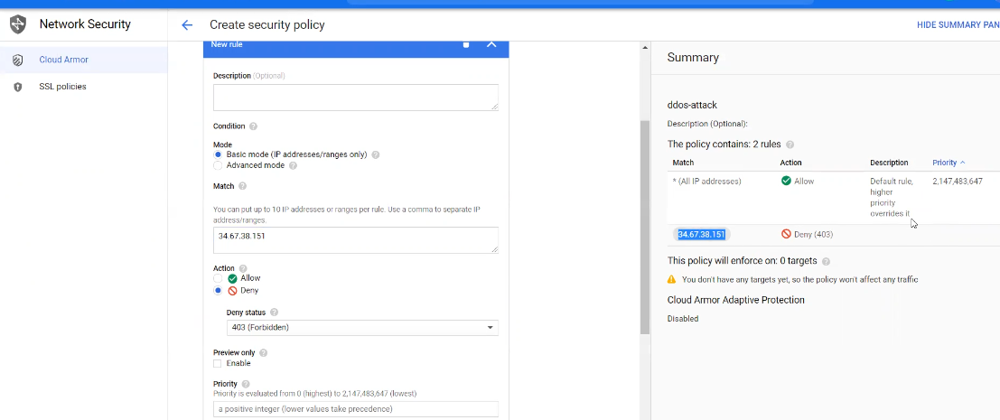 Network Security
Create security policy
HIDE SUMMARY PAN
Cloud Armor
SSL policies
New rule
Description (Optional)
Condition
Mode
Basic mode (IP addresses/ranges only)
Advanced mode
Match
You can put up to 10 IP addresses or ranges per rule. Use a comma to separate IP
address/ranges.
34.67.38.151
Action
Allow
Deny
Deny status
403 (Forbidden)
Preview only
Enable
Priority
Priority is evaluated from 0 (highest) to 2,147,483,647 (lowest)
a positive integer (lower values take precedence)
Summary
ddos-attack
Description (Optional):
The policy contains: 2 rules
Match Action Description Priority
* (All IP addresses) Allow Default rule, 2,147,483,647
higher
priority
overrides it
34.67.38.151 Deny (403)
This policy will enforce on: 0 targets
You don't have any targets yet, so the policy won't affect any traffic
Cloud Armor Adaptive Protection
Disabled